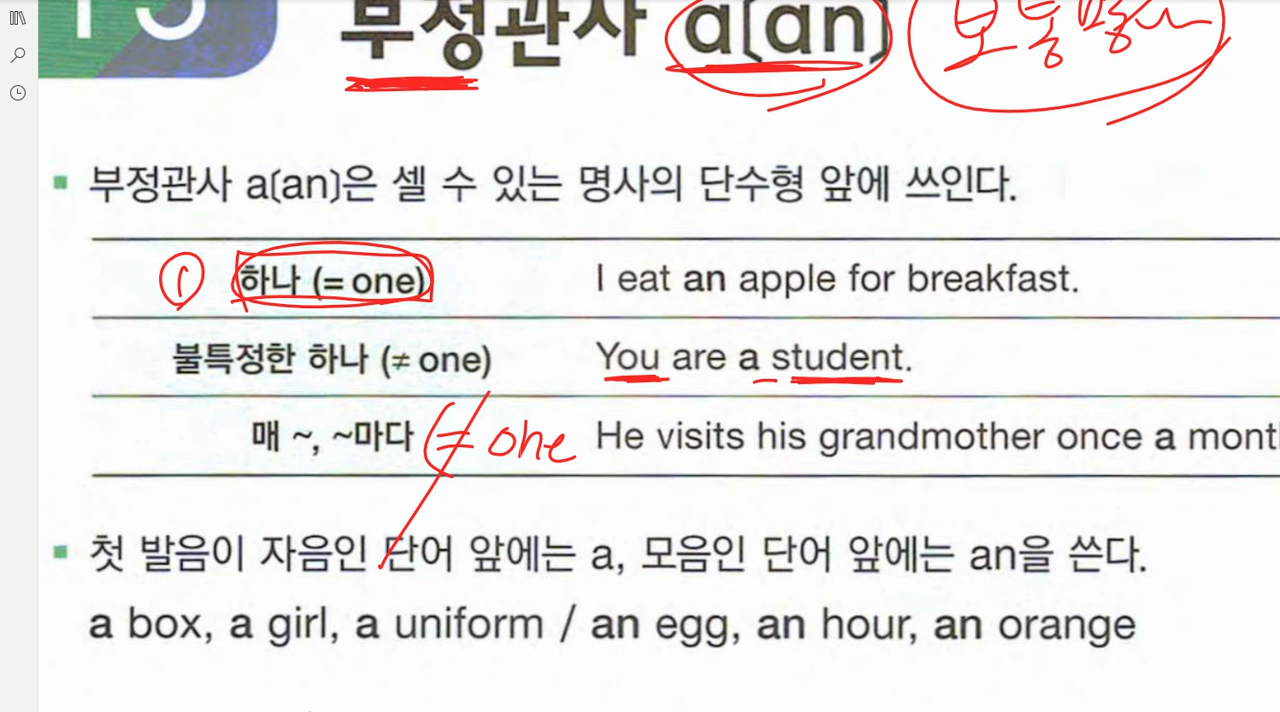 부정관사 a(an) 보통명사
부정관사 a(an)은 셀 수 있는 명사의 단수형 앞에 쓰인다.
① 하나 (= one) I eat an apple for breakfast.
불특정한 하나 (≠ one) You are a student.
매 ~, ~마다 (≠ one He visits his grandmother once a mont
첫 발음이 자음인 단어 앞에는 a, 모음인 단어 앞에는 an을 쓴다.
a box, a girl, a uniform / an egg, an hour, an orange